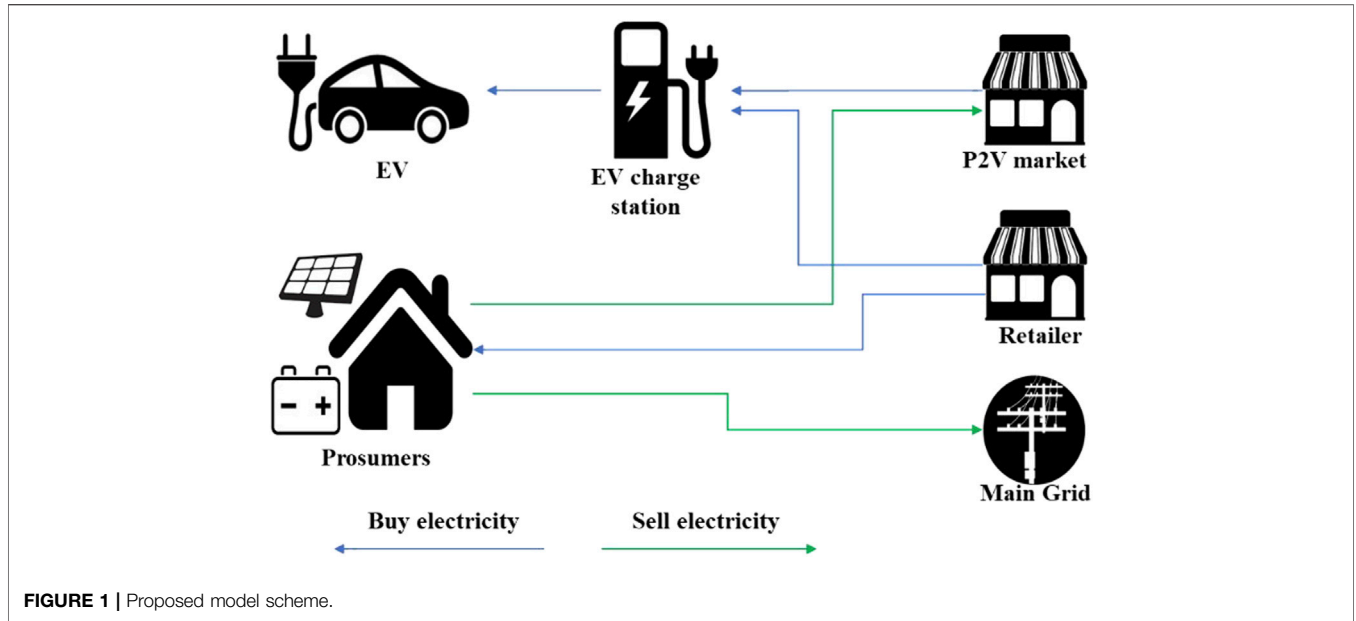 EV
EV charge
station
P2V market
Retailer
Prosumers
Main Grid
Buy electricity
Sell electricity
FIGURE 1 | Proposed model scheme.